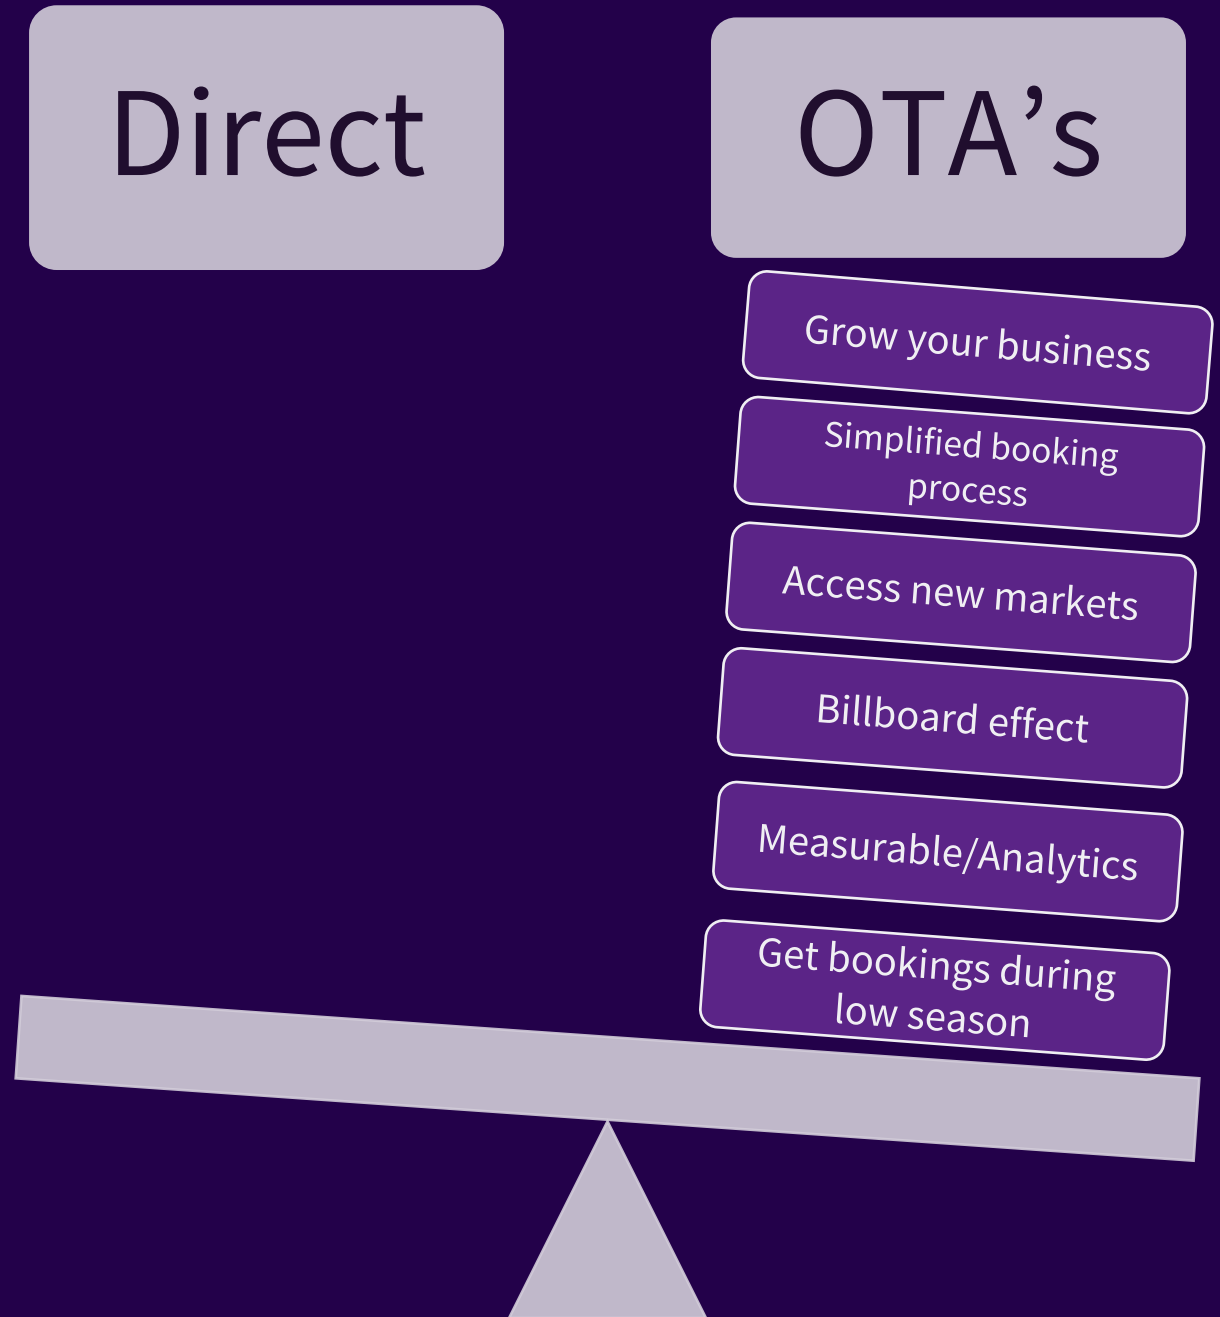 Direct
OTA’s
Grow your business
Simplified booking
process
Access new markets
Billboard effect
Measurable/Analytics
Get bookings during
low season